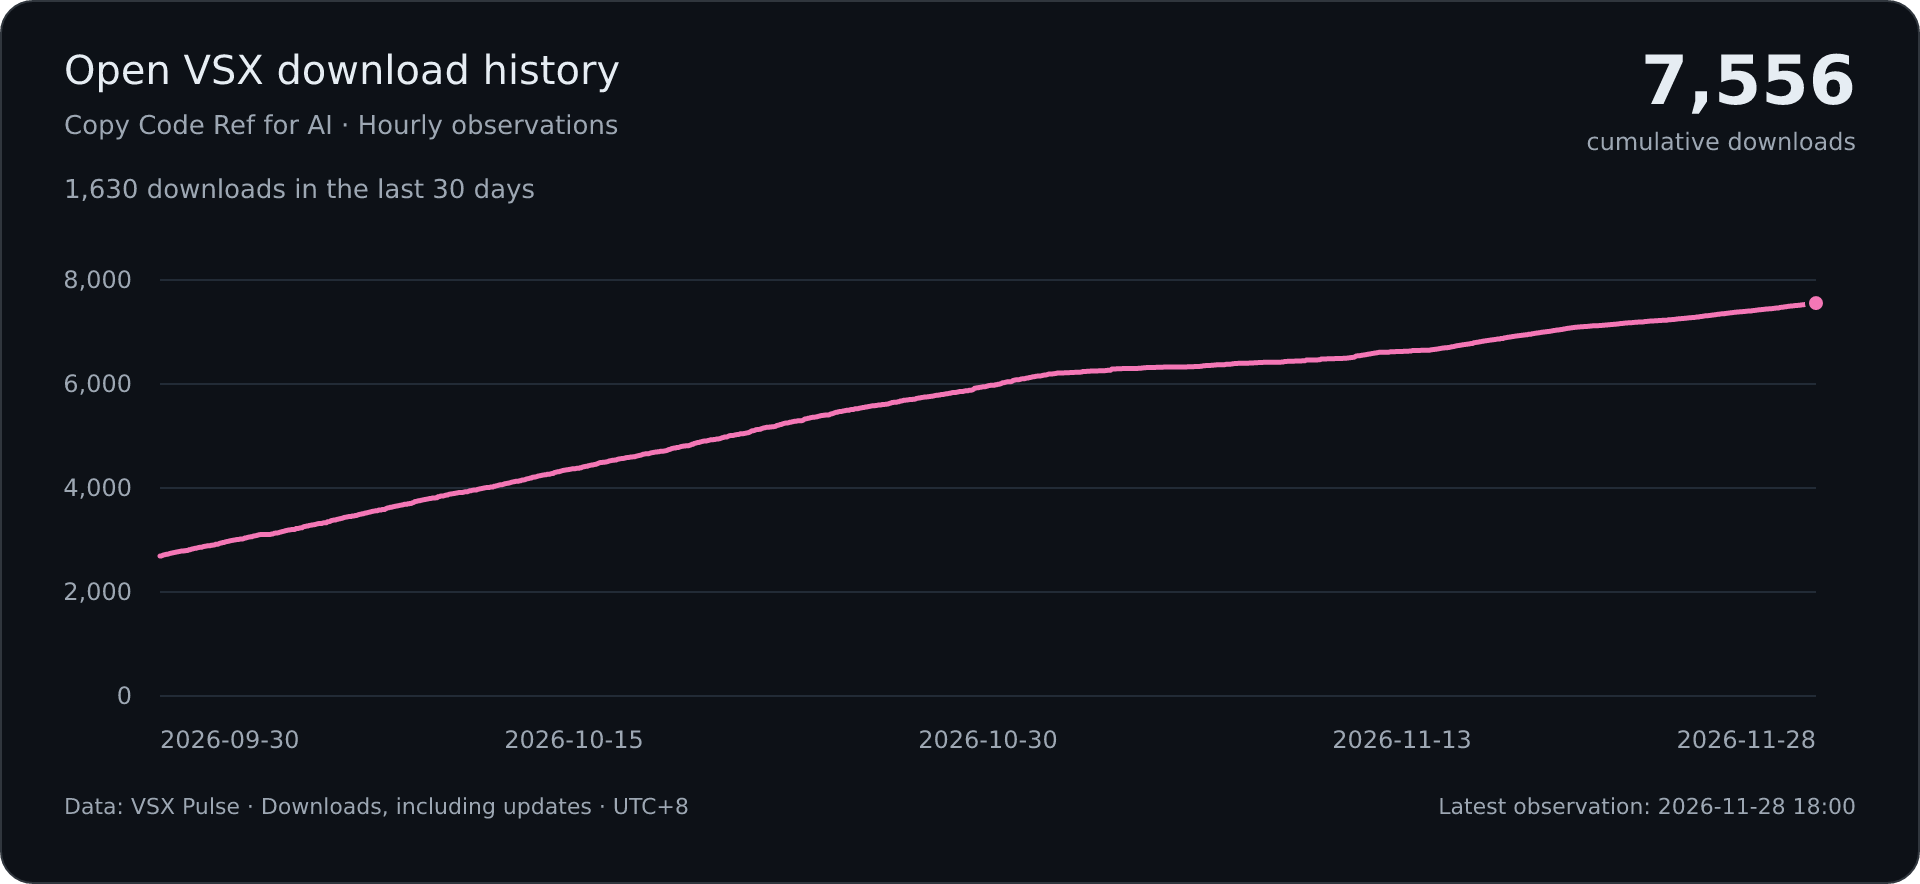 Open VSX download history
Copy Code Ref for AI · Hourly observations
1,630 downloads in the last 30 days
7,556
cumulative downloads
8,000
6,000
4,000
2,000
0
2026-09-30
2026-10-15
2026-10-30
2026-11-13
2026-11-28
Data: VSX Pulse · Downloads, including updates · UTC+8
Latest observation: 2026-11-28 18:00